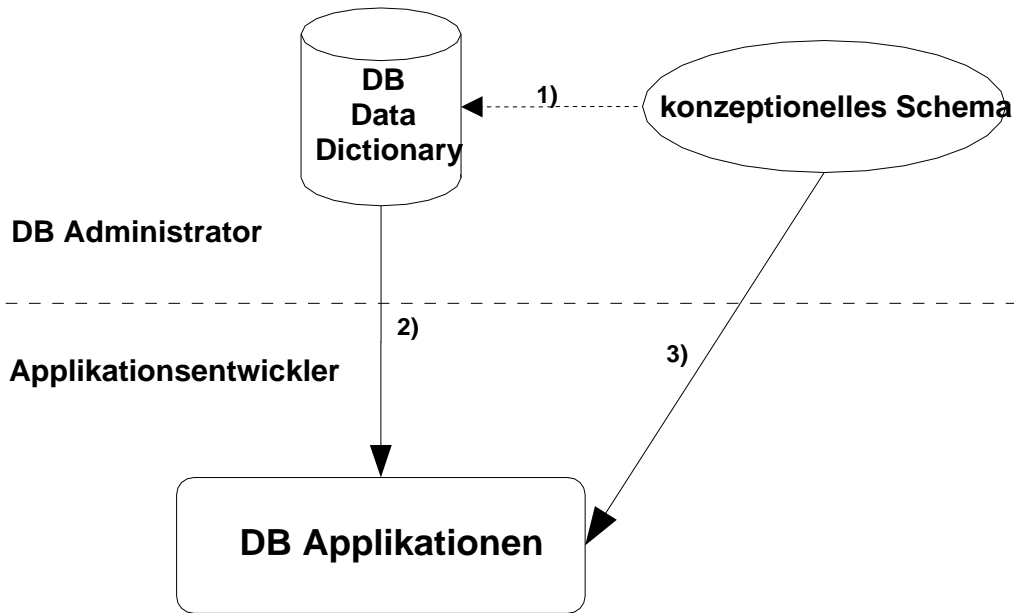 DB
Data
Dictionary
1)
konzeptionelles Schema
DB Administrator
2)
3)
Applikationsentwickler
DB Applikationen